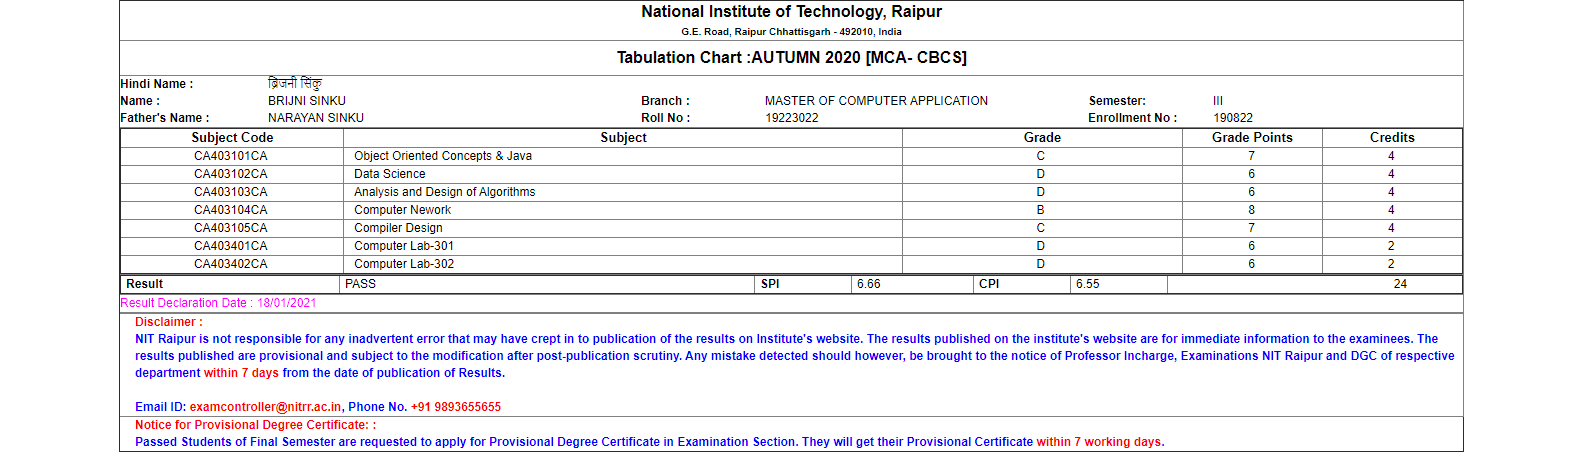 National Institute of Technology, Raipur
G.E. Road, Raipur Chhattisgarh - 492010, India
Tabulation Chart :AUTUMN 2020 [MCA- CBCS]
Hindi Name : ब्रिजनी सिंकु
Name : BRIJNI SINKU Branch : MASTER OF COMPUTER APPLICATION Semester: III
Father's Name : NARAYAN SINKU Roll No : 19223022 Enrollment No : 190822
Subject Code Subject Grade Grade Points Credits
CA403101CA Object Oriented Concepts & Java C 7 4
CA403102CA Data Science D 6 4
CA403103CA Analysis and Design of Algorithms D 6 4
CA403104CA Computer Nework B 8 4
CA403105CA Compiler Design C 7 4
CA403401CA Computer Lab-301 D 6 2
CA403402CA Computer Lab-302 D 6 2
Result PASS SPI 6.66 CPI 6.55 24
Result Declaration Date : 18/01/2021
Disclaimer :
NIT Raipur is not responsible for any inadvertent error that may have crept in to publication of the results on Institute's website. The results published on the institute's website are for immediate information to the examinees. The
results published are provisional and subject to the modification after post-publication scrutiny. Any mistake detected should however, be brought to the notice of Professor Incharge, Examinations NIT Raipur and DGC of respective
department within 7 days from the date of publication of Results.
Email ID: examcontroller@nitrr.ac.in, Phone No. +91 9893655655
Notice for Provisional Degree Certificate: :
Passed Students of Final Semester are requested to apply for Provisional Degree Certificate in Examination Section. They will get their Provisional Certificate within 7 working days.